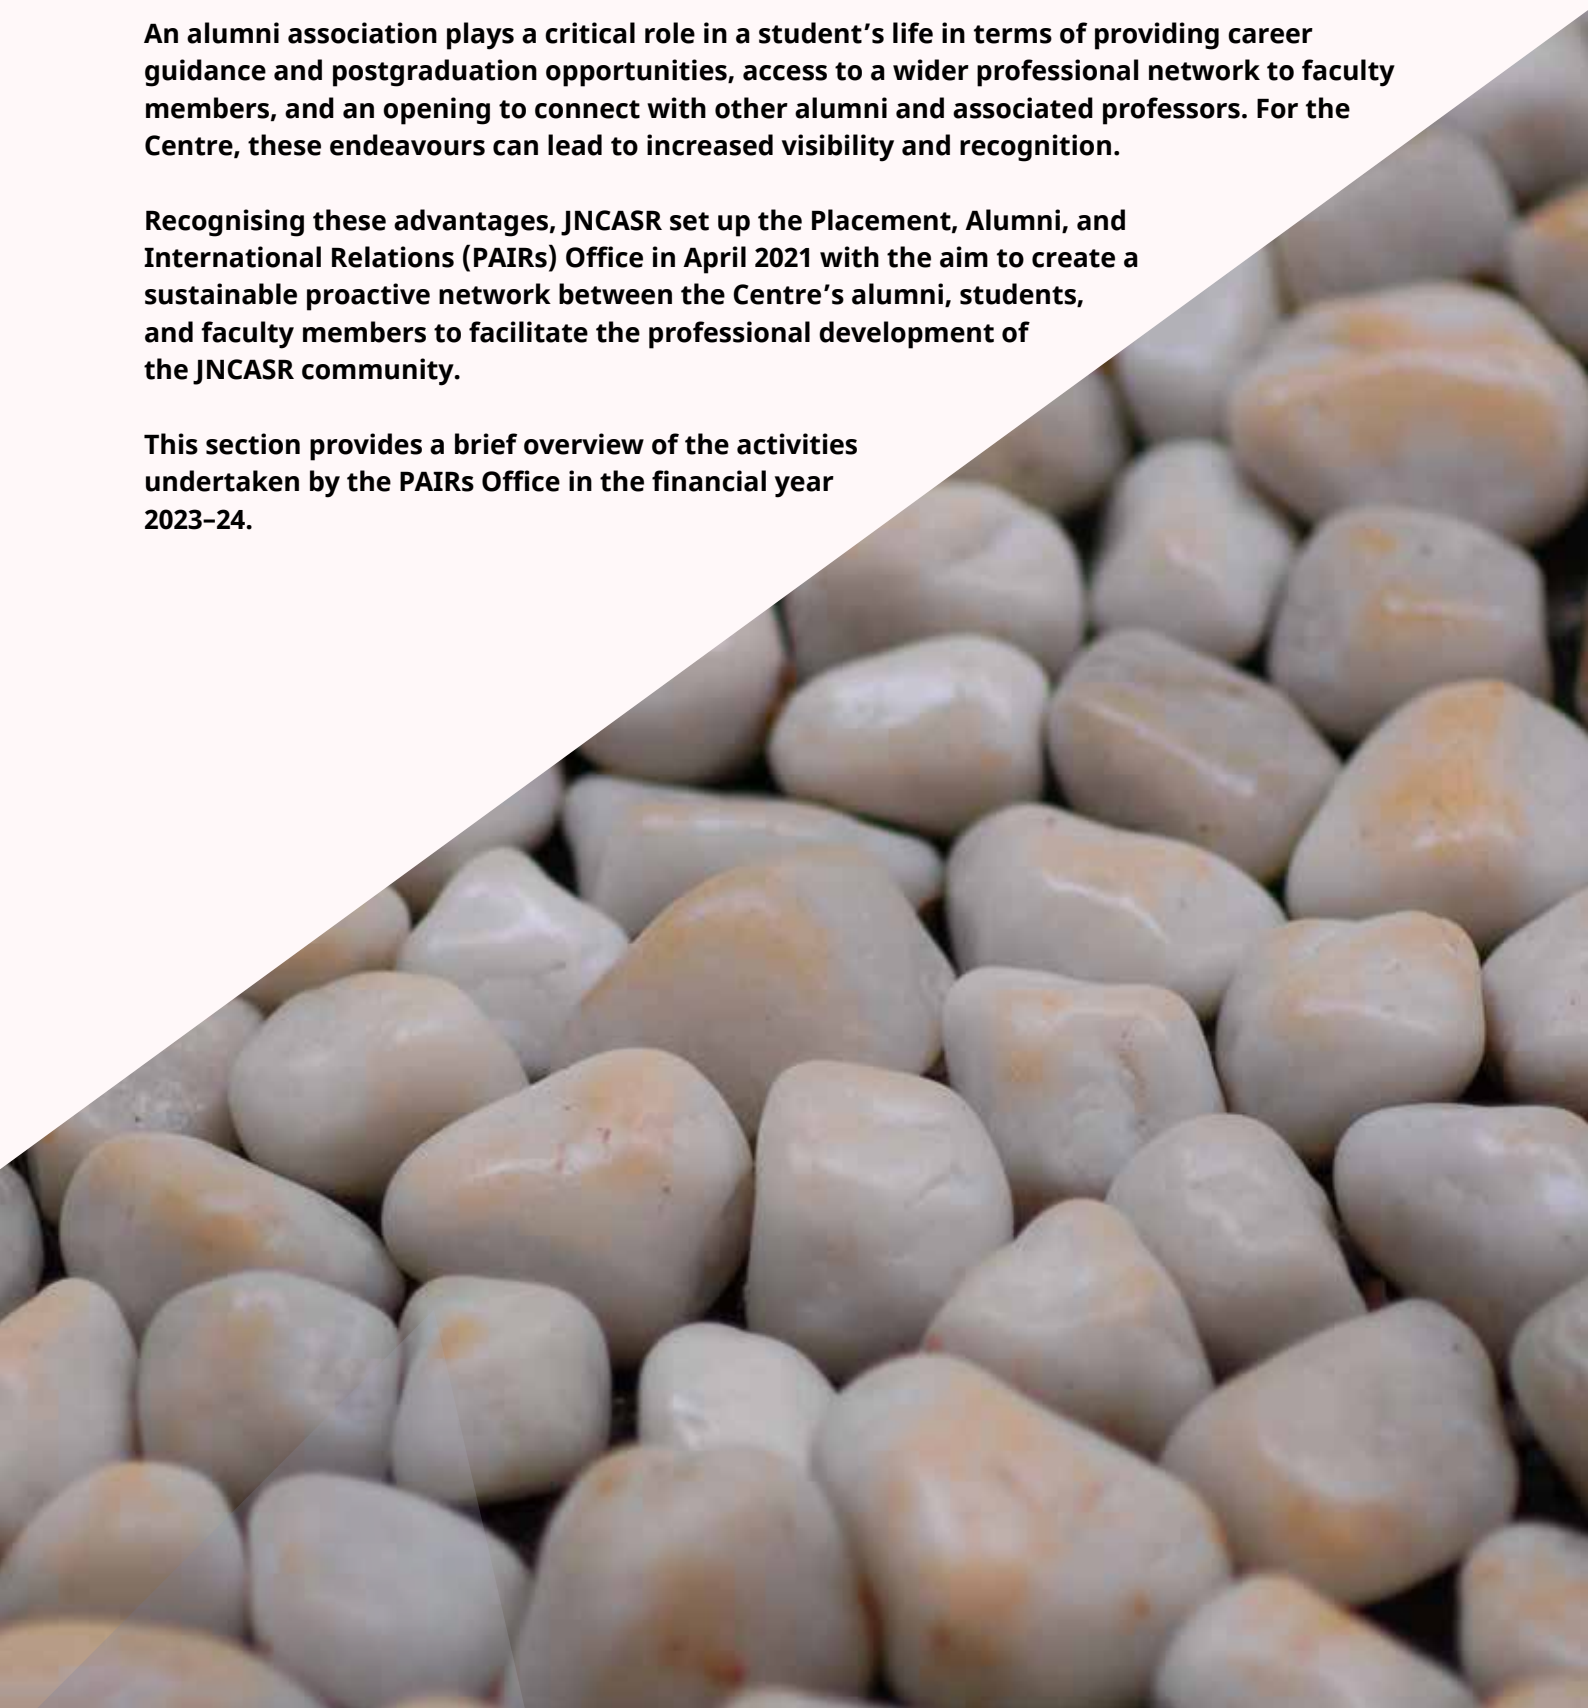 An alumni association plays a critical role in a student’s life in terms of providing career
guidance and postgraduation opportunities, access to a wider professional network to faculty
members, and an opening to connect with other alumni and associated professors. For the
Centre, these endeavours can lead to increased visibility and recognition.
Recognising these advantages, JNCASR set up the Placement, Alumni, and
International Relations (PAIRs) Office in April 2021 with the aim to create a
sustainable proactive network between the Centre’s alumni, students,
and faculty members to facilitate the professional development of
the JNCASR community.
This section provides a brief overview of the activities
undertaken by the PAIRs Office in the financial year
2023–24.